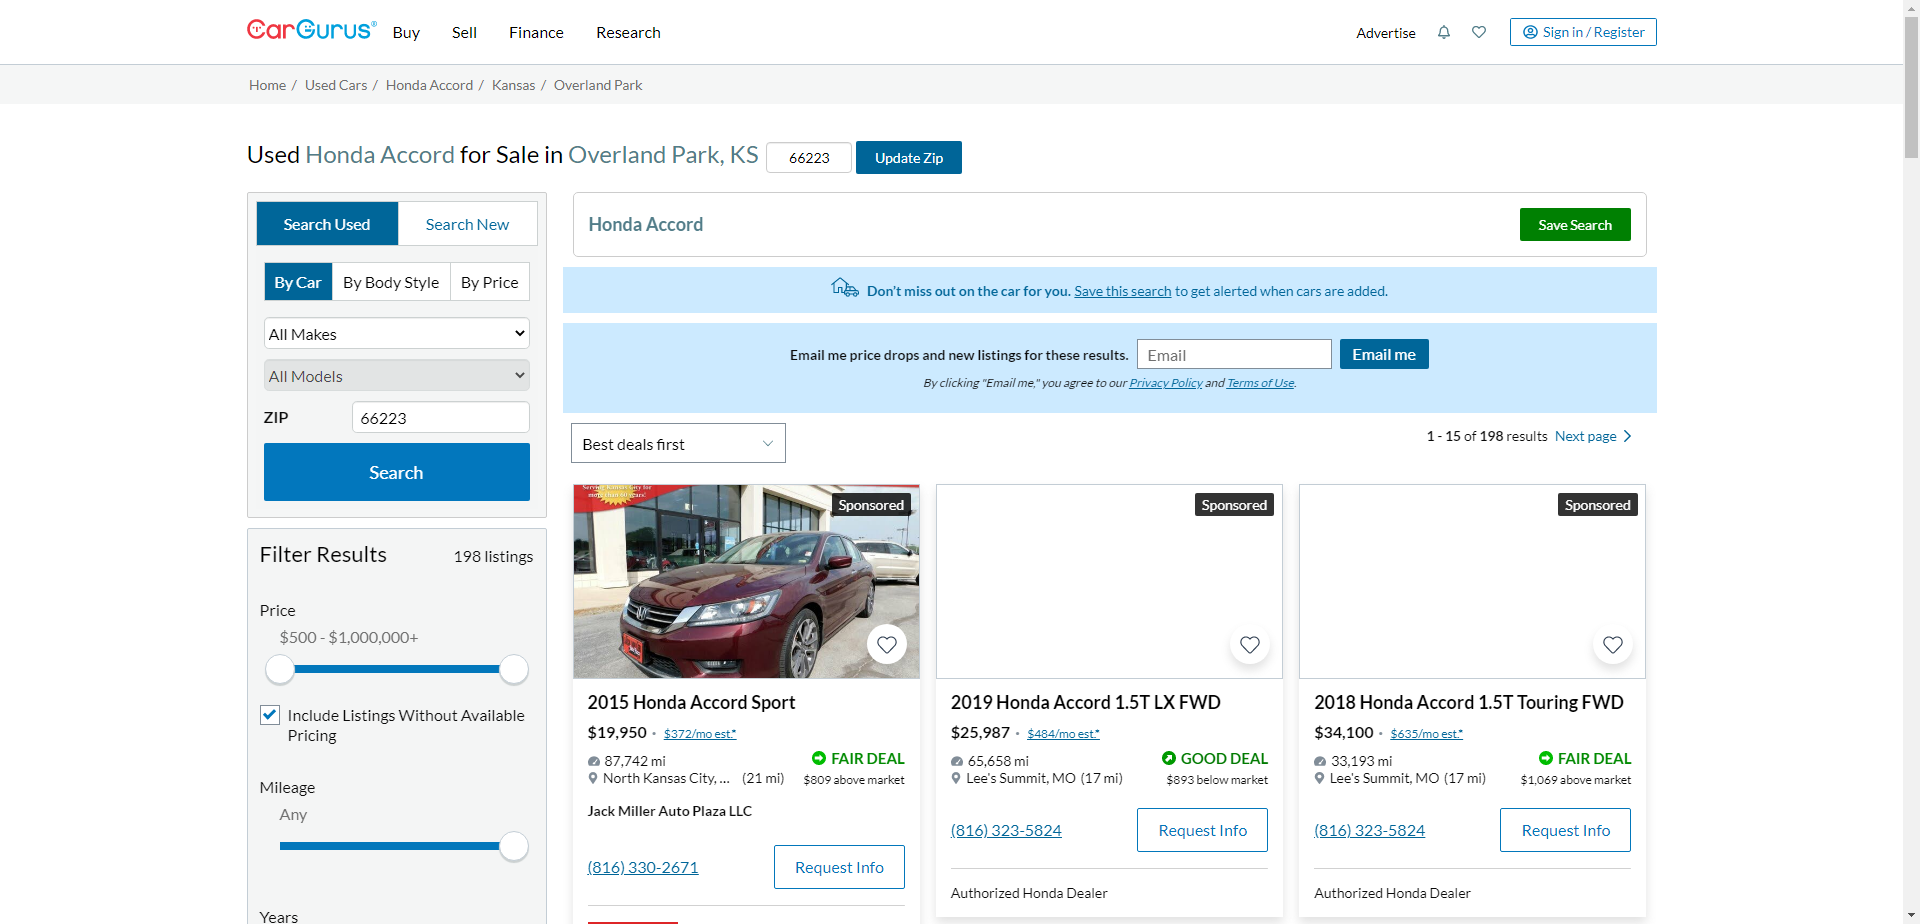 CarGurus®
Buy
Sell
Finance
Research
Advertise
Sign in / Register
Home / Used Cars / Honda Accord / Kansas / Overland Park
Used Honda Accord for Sale in Overland Park, KS
66223
Update Zip
Search Used
Search New
By Car
By Body Style
By Price
All Makes
All Models
ZIP
66223
Search
Filter Results
198 listings
Price
$500 - $1,000,000+
Include Listings Without Available
Pricing
Mileage
Any
Years
Honda Accord
Save Search
Don't miss out on the car for you. Save this search to get alerted when cars are added.
Email me price drops and new listings for these results.
Email
Email me
By clicking "Email me," you agree to our Privacy Policy and Terms of Use.
Best deals first
1 - 15 of 198 results
Next page
Service Kansas City for
more than 60 years!
Sponsored
2015 Honda Accord Sport
$19,950 · $372/mo est.*
87,742 mi
FAIR DEAL
North Kansas City, ... (21 mi)
$809 above market
Jack Miller Auto Plaza LLC
(816) 330-2671
Request Info
Sponsored
2019 Honda Accord 1.5T LX FWD
$25,987 · $484/mo est.*
65,658 mi
GOOD DEAL
Lee's Summit, MO (17 mi)
$893 below market
(816) 323-5824
Request Info
Authorized Honda Dealer
Sponsored
2018 Honda Accord 1.5T Touring FWD
$34,100 · $635/mo est.*
33,193 mi
FAIR DEAL
Lee's Summit, MO (17 mi)
$1,069 above market
(816) 323-5824
Request Info
Authorized Honda Dealer